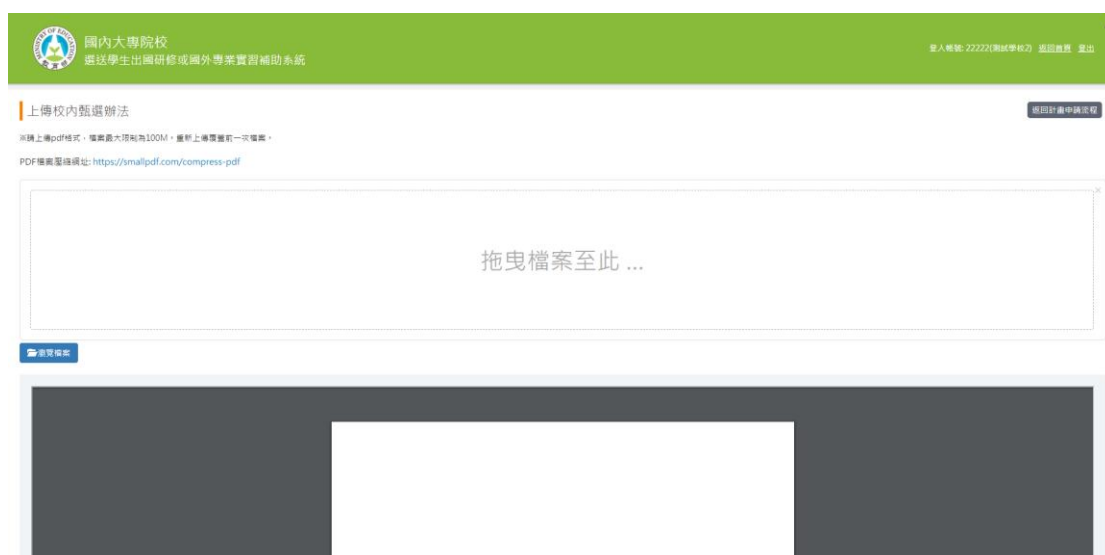 國內大專院校
選送學生出國研修或國外專業實習補助系統
登入帳號: 22222(測試學校2) 返回首頁 登出
上傳校內甄選辦法
返回計畫申請流程
※請上傳pdf格式，檔案最大限制為100M，重新上傳覆蓋前一次檔案。
PDF檔案壓縮網址: https://smallpdf.com/compress-pdf
×
拖曳檔案至此 ...
瀏覽檔案